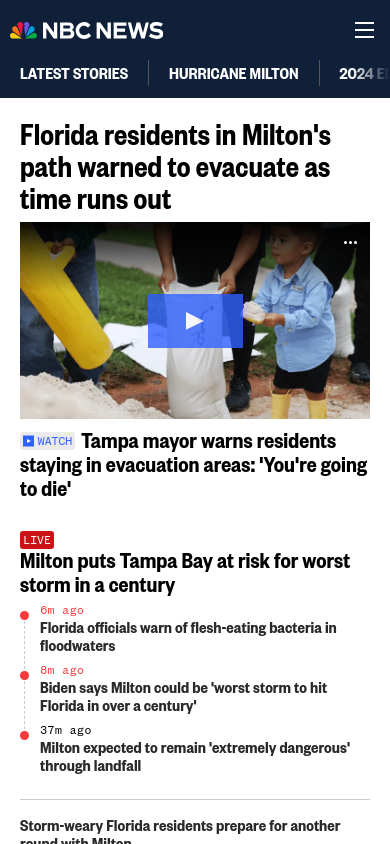 NBC NEWS
LATEST STORIES
HURRICANE MILTON
2024
Florida residents in Milton's
path warned to evacuate as
time runs out
WATCH Tampa mayor warns residents
staying in evacuation areas: 'You're going
to die'
LIVE
Milton puts Tampa Bay at risk for worst
storm in a century
6m ago
Florida officials warn of flesh-eating bacteria in
floodwaters
8m ago
Biden says Milton could be 'worst storm to hit
Florida in over a century'
37m ago
Milton expected to remain 'extremely dangerous'
through landfall
Storm-weary Florida residents prepare for another
round with Milton